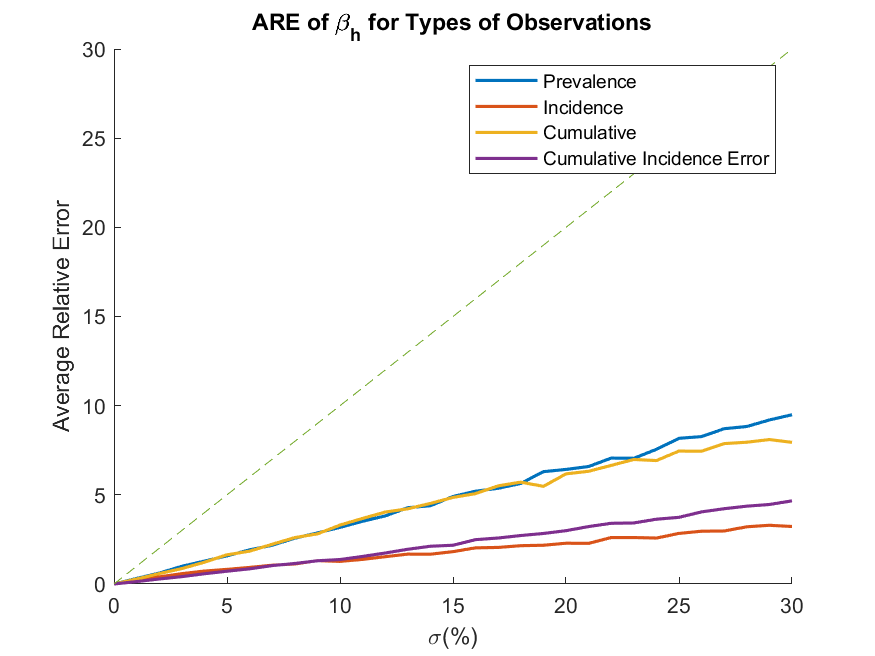 ARE of βh for Types of Observations
30
25
20
15
10
5
0
Average Relative Error
Prevalence
Incidence
Cumulative
Cumulative Incidence Error
0 5 10 15 20 25 30
σ(%)